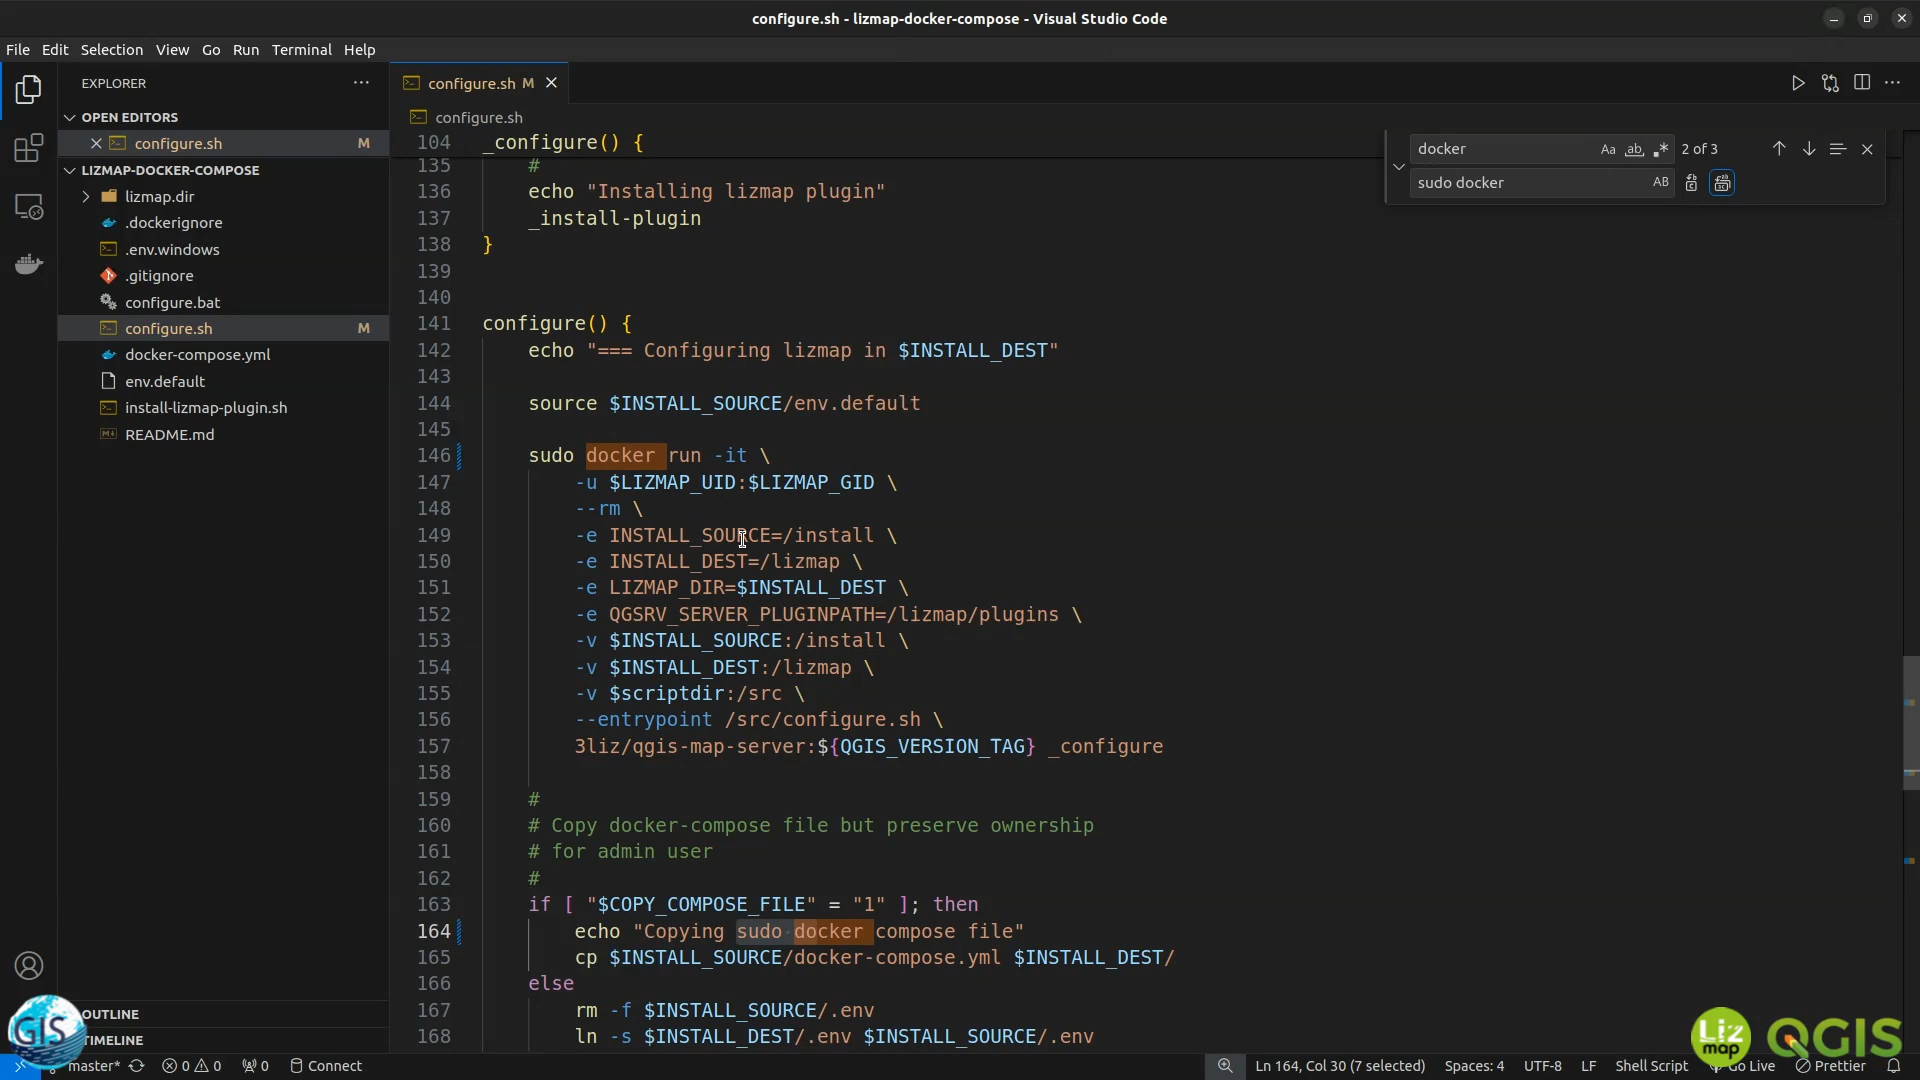 configure.sh - lizmap-docker-compose - Visual Studio Code
File Edit Selection View Go Run Terminal Help
EXPLORER
OPEN EDITORS
configure.sh M
LIZMAP-DOCKER-COMPOSE
lizmap.dir
.dockerignore
.env.windows
.gitignore
configure.bat
configure.sh M
docker-compose.yml
env.default
install-lizmap-plugin.sh
README.md
OUTLINE
TIMELINE
configure.sh M
configure.sh
docker Aa ab 2 of 3
sudo docker AB
104 _configure() {
135 #
136 echo "Installing lizmap plugin"
137 _install-plugin
138 }
139
140
141 configure() {
142 echo "=== Configuring lizmap in $INSTALL_DEST"
143
144 source $INSTALL_SOURCE/env.default
145
146 sudo docker run -it \
147 -u $LIZMAP_UID:$LIZMAP_GID \
148 --rm \
149 -e INSTALL_SOURCE=/install \
150 -e INSTALL_DEST=/lizmap \
151 -e LIZMAP_DIR=$INSTALL_DEST \
152 -e QGSRV_SERVER_PLUGINPATH=/lizmap/plugins \
153 -v $INSTALL_SOURCE:/install \
154 -v $INSTALL_DEST:/lizmap \
155 -v $scriptdir:/src \
156 --entrypoint /src/configure.sh \
157 3liz/qgis-map-server:${QGIS_VERSION_TAG} _configure
158
159 #
160 # Copy docker-compose file but preserve ownership
161 # for admin user
162 #
163 if [ "$COPY_COMPOSE_FILE" = "1" ]; then
164 echo "Copying sudo docker compose file"
165 cp $INSTALL_SOURCE/docker-compose.yml $INSTALL_DEST/
166 else
167 rm -f $INSTALL_SOURCE/.env
168 ln -s $INSTALL_DEST/.env $INSTALL_SOURCE/.env
GIS
Liz map QGIS
master* 0 0 0 Connect
Ln 164, Col 30 (7 selected) Spaces: 4 UTF-8 LF Shell Script Go Live Prettier